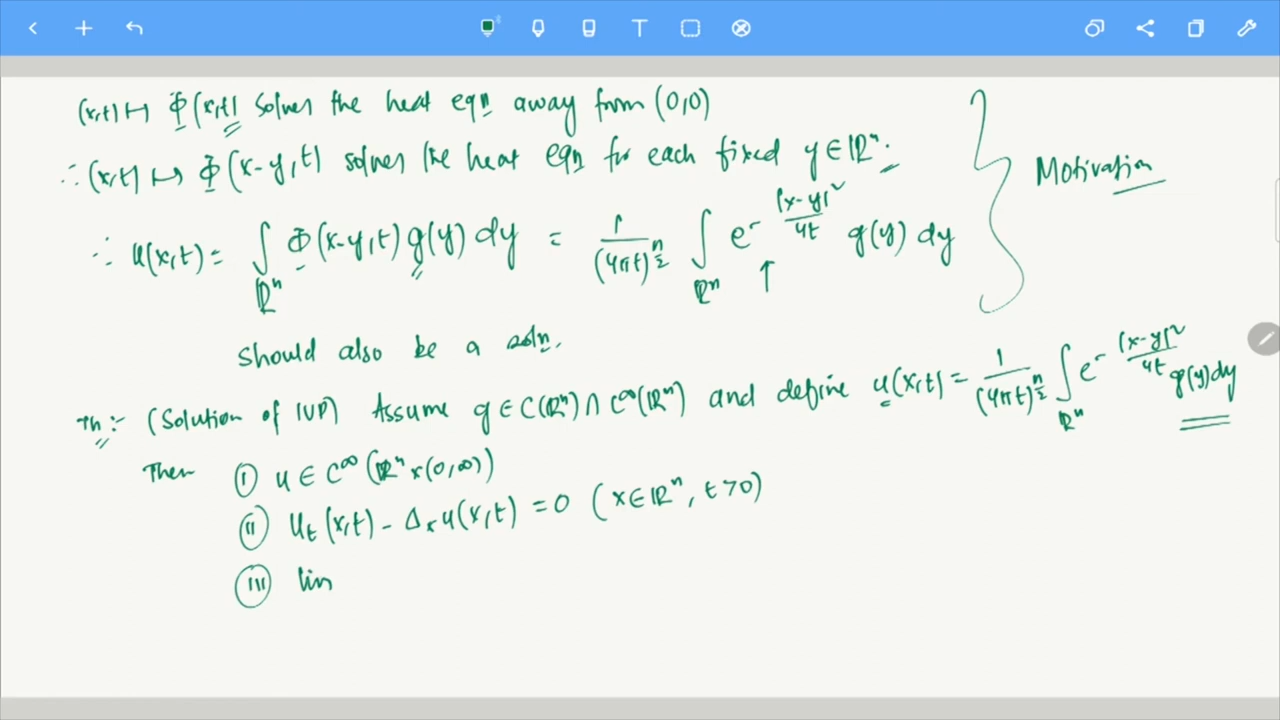 (x,t) ↦ Φ(x,t) solves the heat eqn away from (0,0)
∴ (x,t) ↦ Φ(x-y,t) solves the heat eqn for each fixed y∈ℝⁿ.
Motivation
∴ u(x,t) = ∫_{ℝⁿ} Φ(x-y,t) g(y) dy = 1/(4πt)^{n/2} ∫_{ℝⁿ} e^{-|x-y|²/4t} g(y) dy
should also be a soln.
Th:- (Solution of IVP) Assume g∈C(ℝⁿ)∩C^∞(ℝⁿ) and define u(x,t) = 1/(4πt)^{n/2} ∫_{ℝⁿ} e^{-|x-y|²/4t} g(y)dy
Then (i) u∈C^∞(ℝⁿ×(0,∞))
(ii) u_t(x,t) - Δ_x u(x,t) = 0 (x∈ℝⁿ, t>0)
(iii) lim